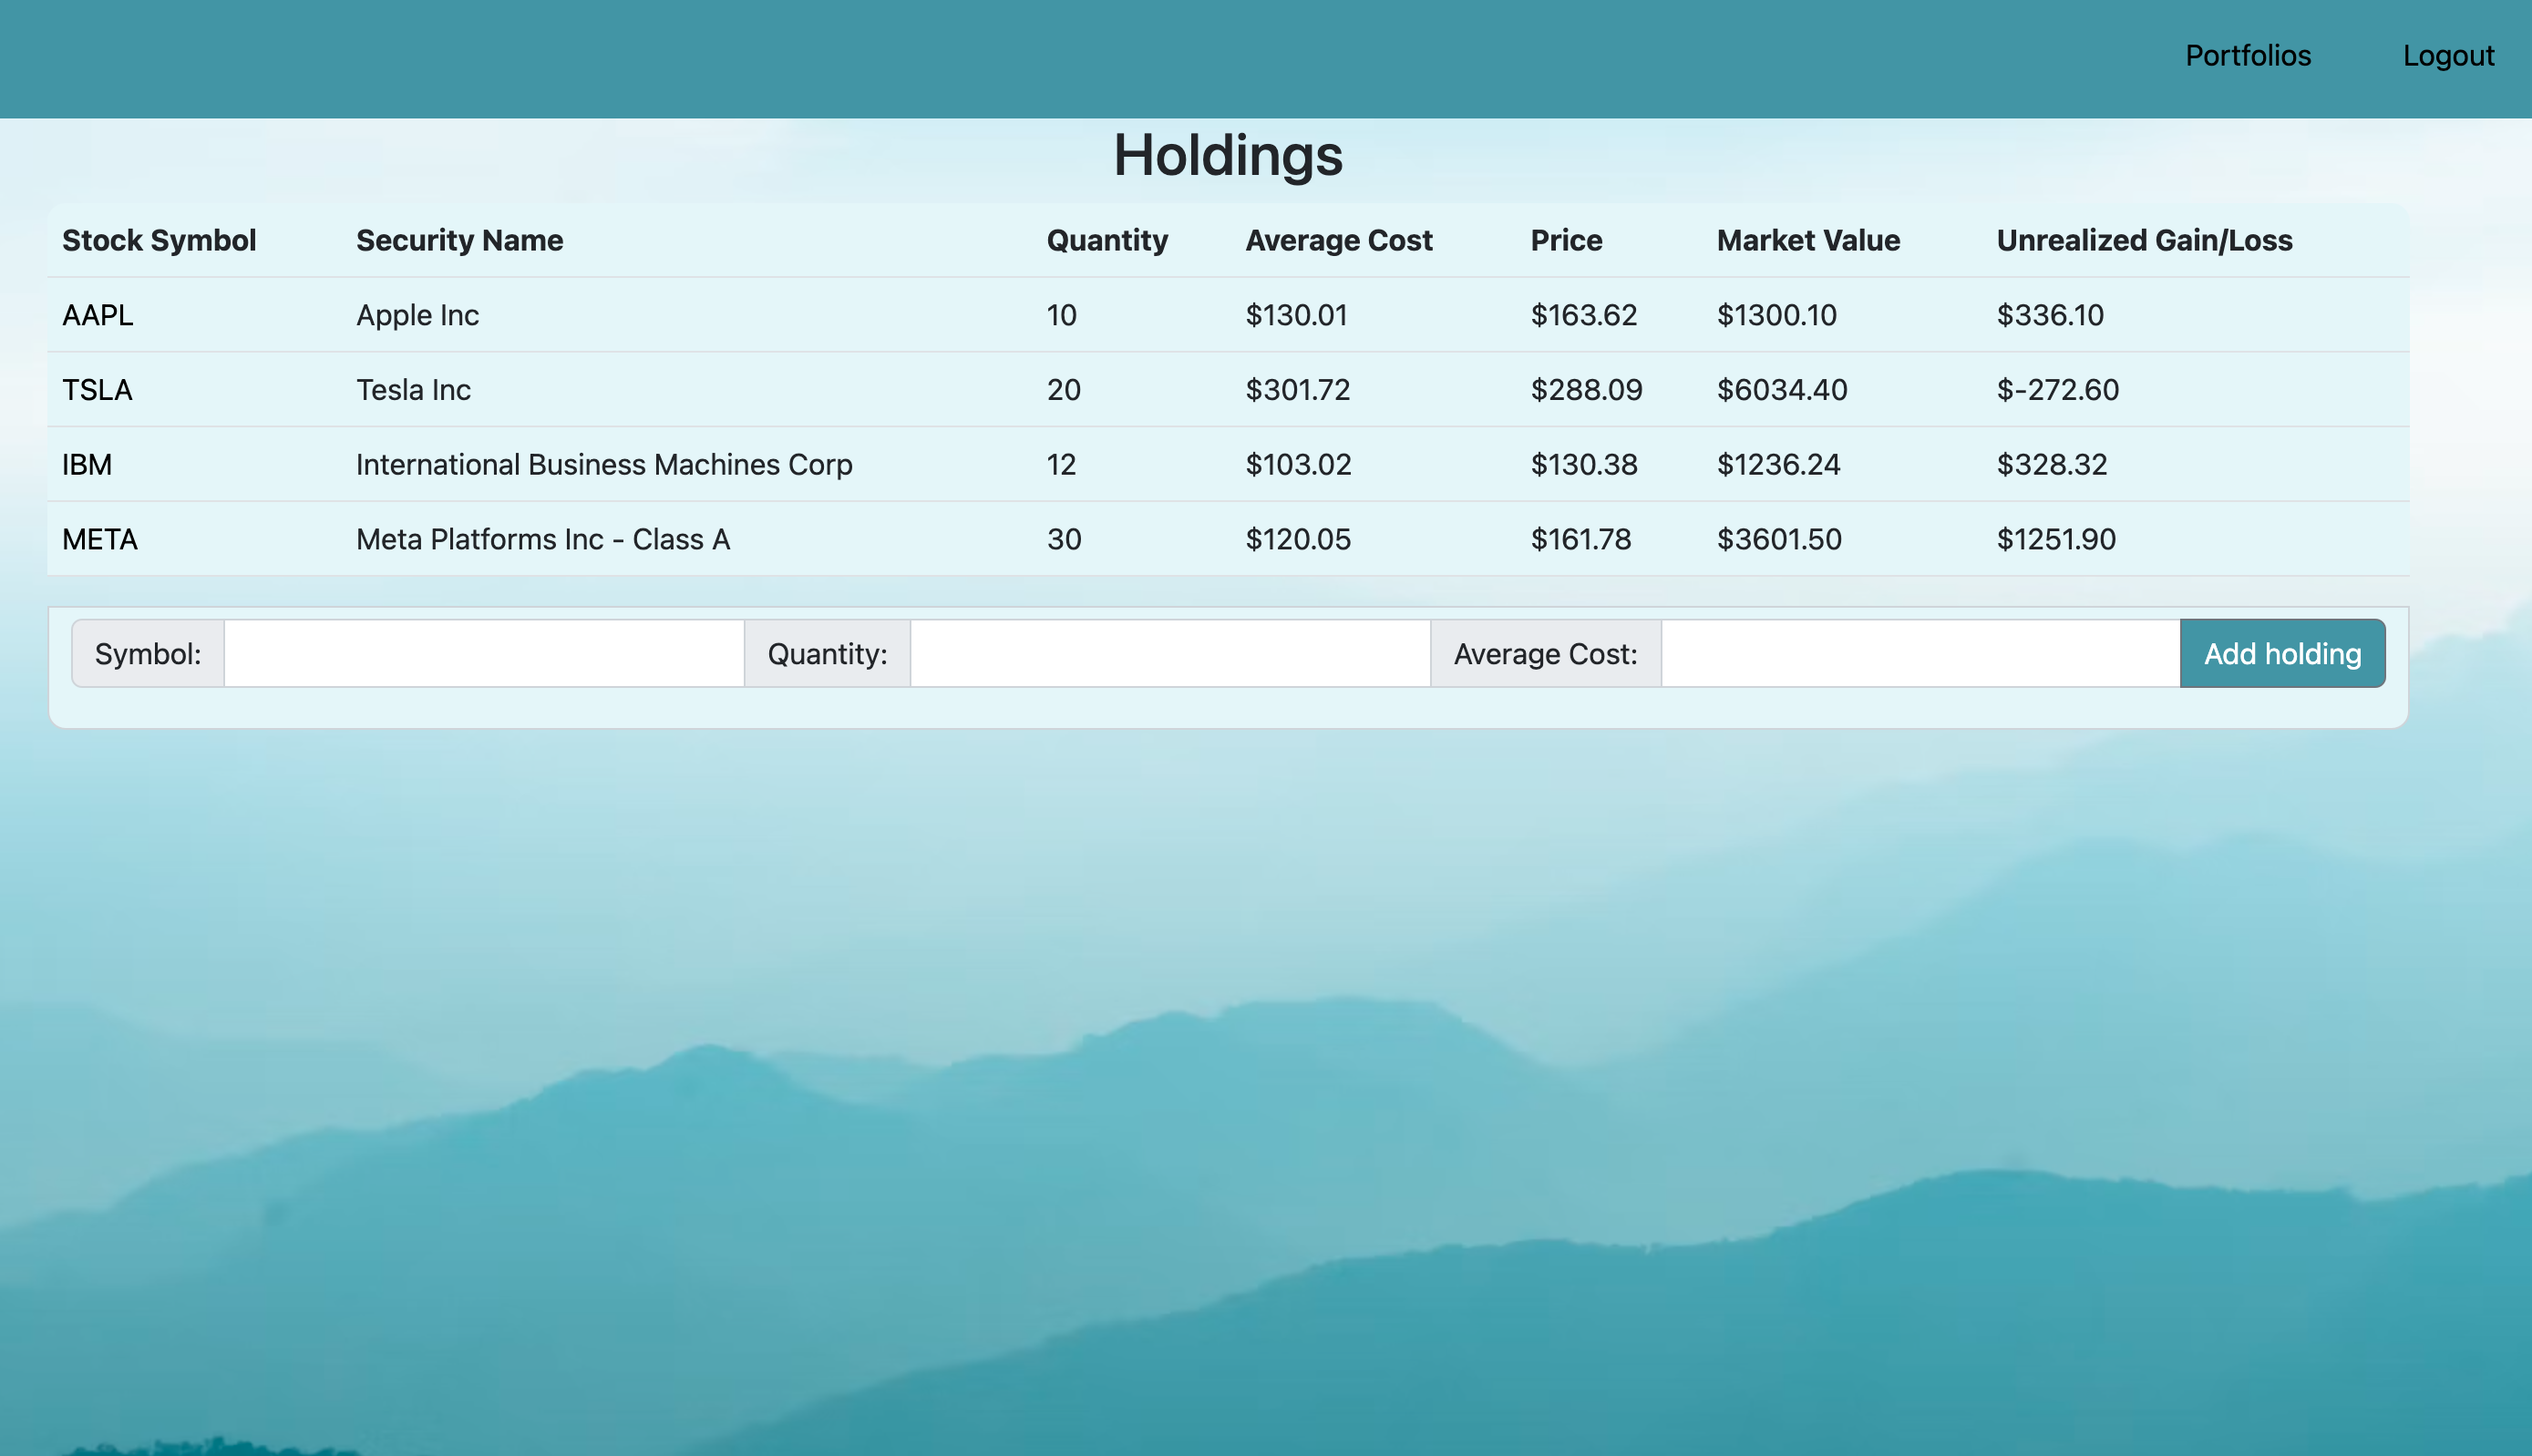 Portfolios Logout
Holdings
Stock Symbol Security Name Quantity Average Cost Price Market Value Unrealized Gain/Loss
AAPL Apple Inc 10 $130.01 $163.62 $1300.10 $336.10
TSLA Tesla Inc 20 $301.72 $288.09 $6034.40 $-272.60
IBM International Business Machines Corp 12 $103.02 $130.38 $1236.24 $328.32
META Meta Platforms Inc - Class A 30 $120.05 $161.78 $3601.50 $1251.90
Symbol: Quantity: Average Cost: Add holding